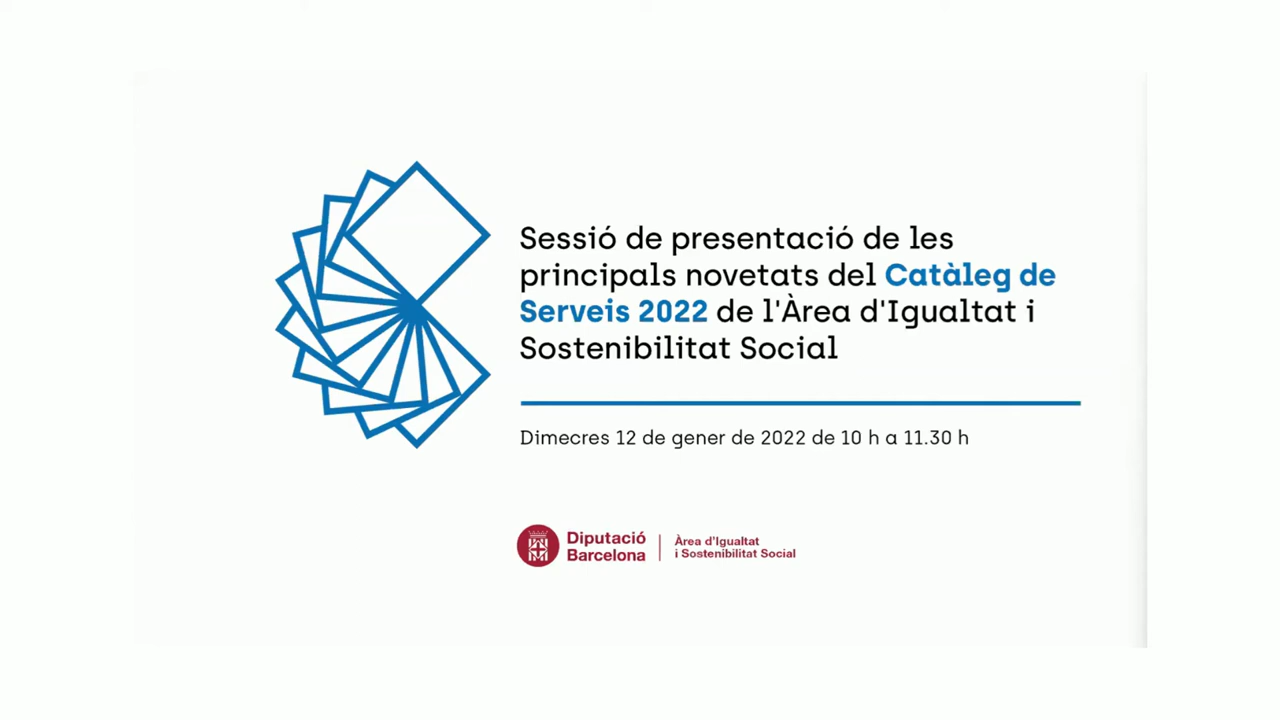 Sessió de presentació de les
principals novetats del Catàleg de
Serveis 2022 de l'Àrea d'Igualtat i
Sostenibilitat Social
Dimecres 12 de gener de 2022 de 10 h a 11.30 h
Diputació
Barcelona
Àrea d'Igualtat
i Sostenibilitat Social